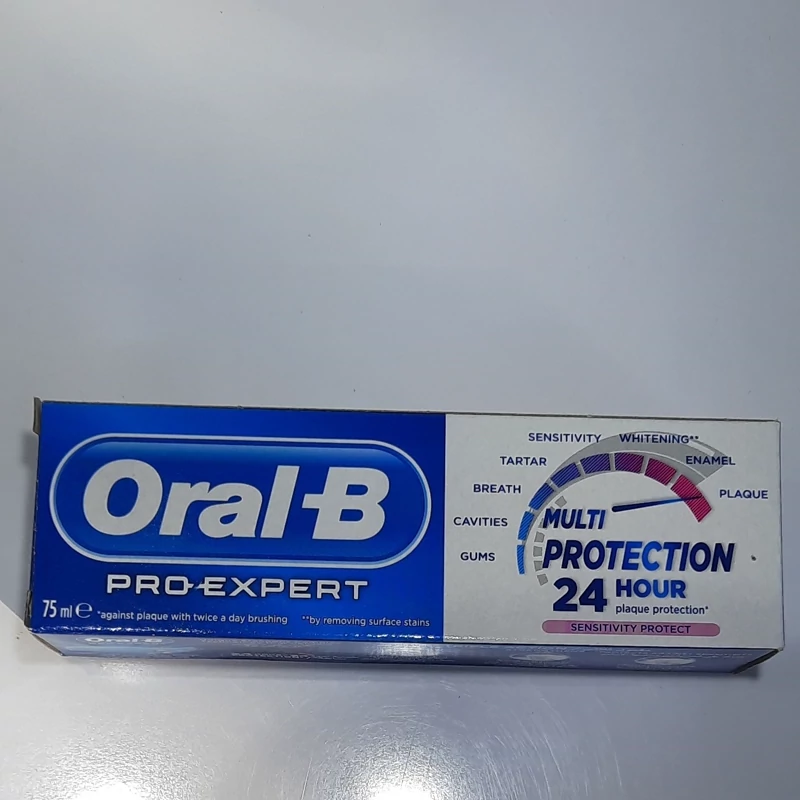 Oral-B
PRO-EXPERT
75 ml e *against plaque with twice a day brushing **by removing surface stains
SENSITIVITY WHITENING**
TARTAR ENAMEL
BREATH PLAQUE
CAVITIES
GUMS
MULTI
PROTECTION
24 HOUR
plaque protection*
SENSITIVITY PROTECT
Oral-B